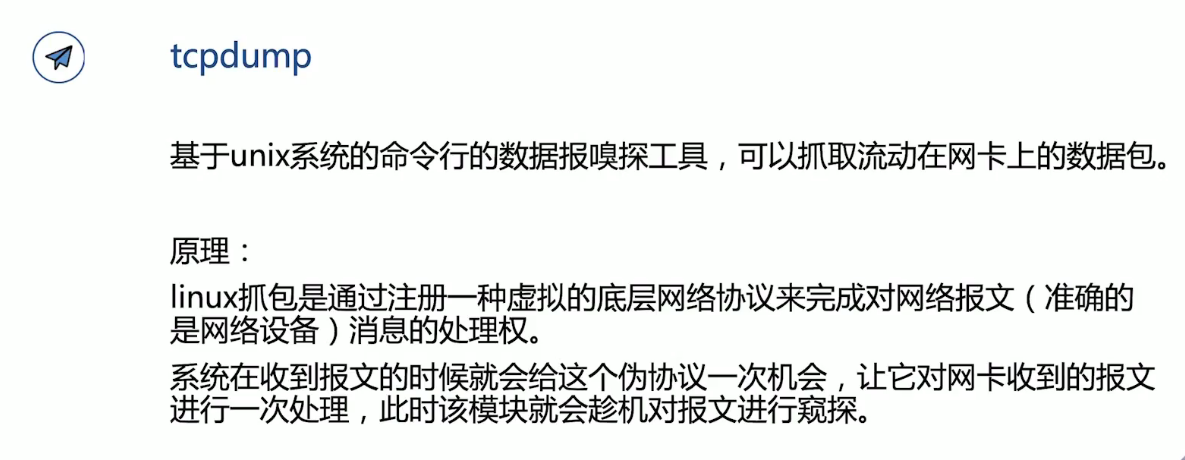 tcpdump
基于unix系统的命令行的数据报嗅探工具，可以抓取流动在网卡上的数据包。
原理：
linux抓包是通过注册一种虚拟的底层网络协议来完成对网络报文（准确的
是网络设备）消息的处理权。
系统在收到报文的时候就会给这个伪协议一次机会，让它对网卡收到的报文
进行一次处理，此时该模块就会趁机对报文进行窥探。